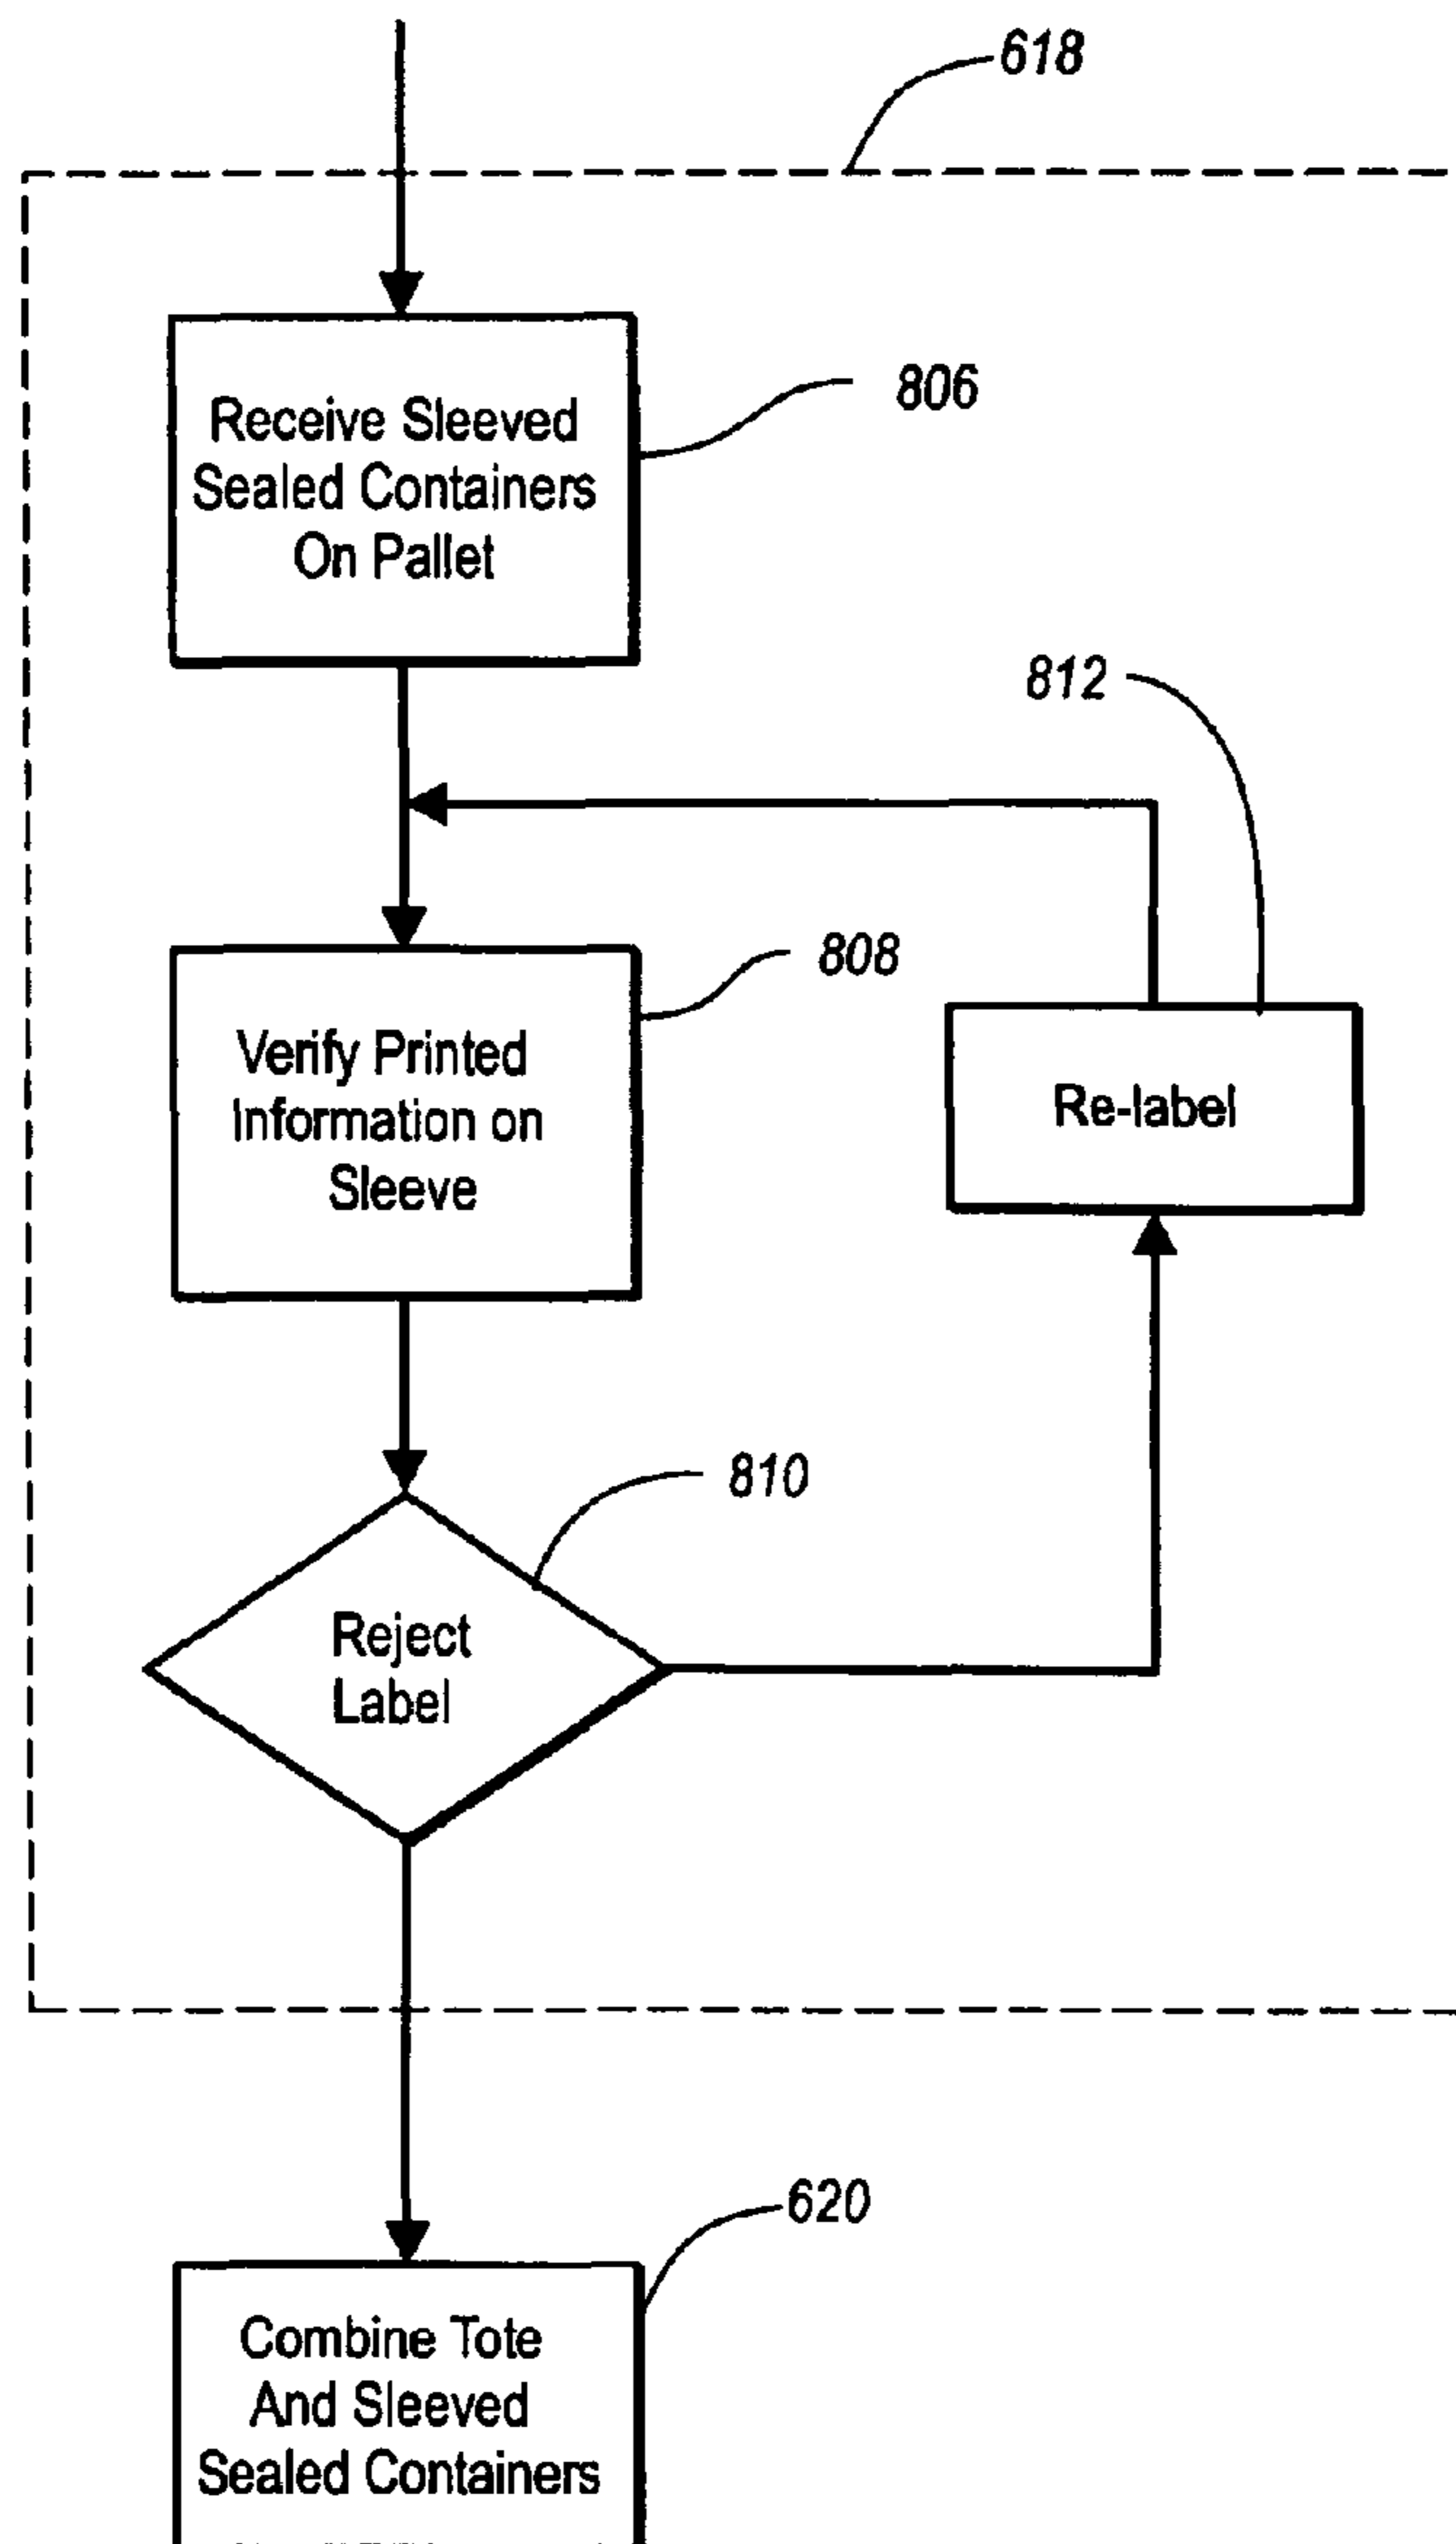 618
Receive Sleeved
Sealed Containers
On Pallet
806
812
Verify Printed
Information on
Sleeve
808
Re-label
Reject
Label
810
620
Combine Tote
And Sleeved
Sealed Containers